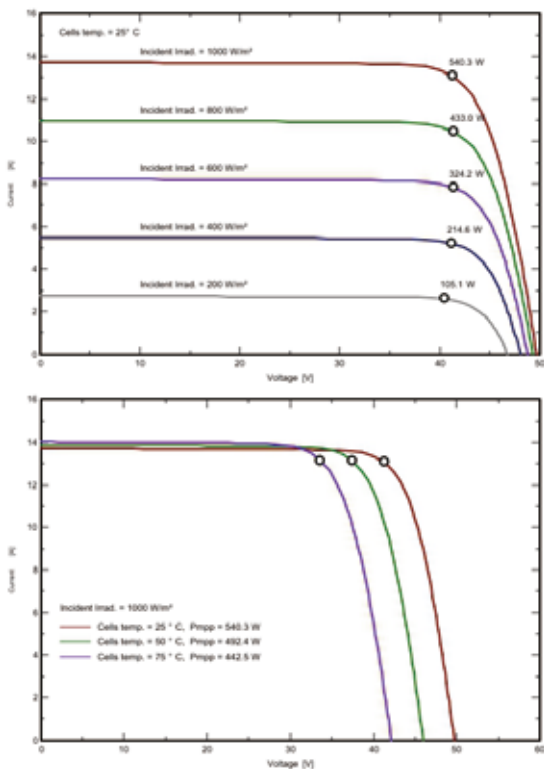 16
Cells temp. = 25° C
14
Incident Irrad. = 1000 W/m²
540.3 W
12
Incident Irrad. = 800 W/m²
433.0 W
10
Incident Irrad. = 600 W/m²
324.2 W
8
Current [A]
6
Incident Irrad. = 400 W/m²
214.6 W
4
Incident Irrad. = 200 W/m²
105.1 W
2
0
0 10 20 30 40 50
Voltage [V]
16
14
12
10
8
Current [A]
6
Incident Irrad. = 1000 W/m²
Cells temp. = 25 ° C, Pmpp = 540.3 W
4
Cells temp. = 50 ° C, Pmpp = 492.4 W
Cells temp. = 75 ° C, Pmpp = 442.5 W
2
0
0 10 20 30 40 50 60
Voltage [V]